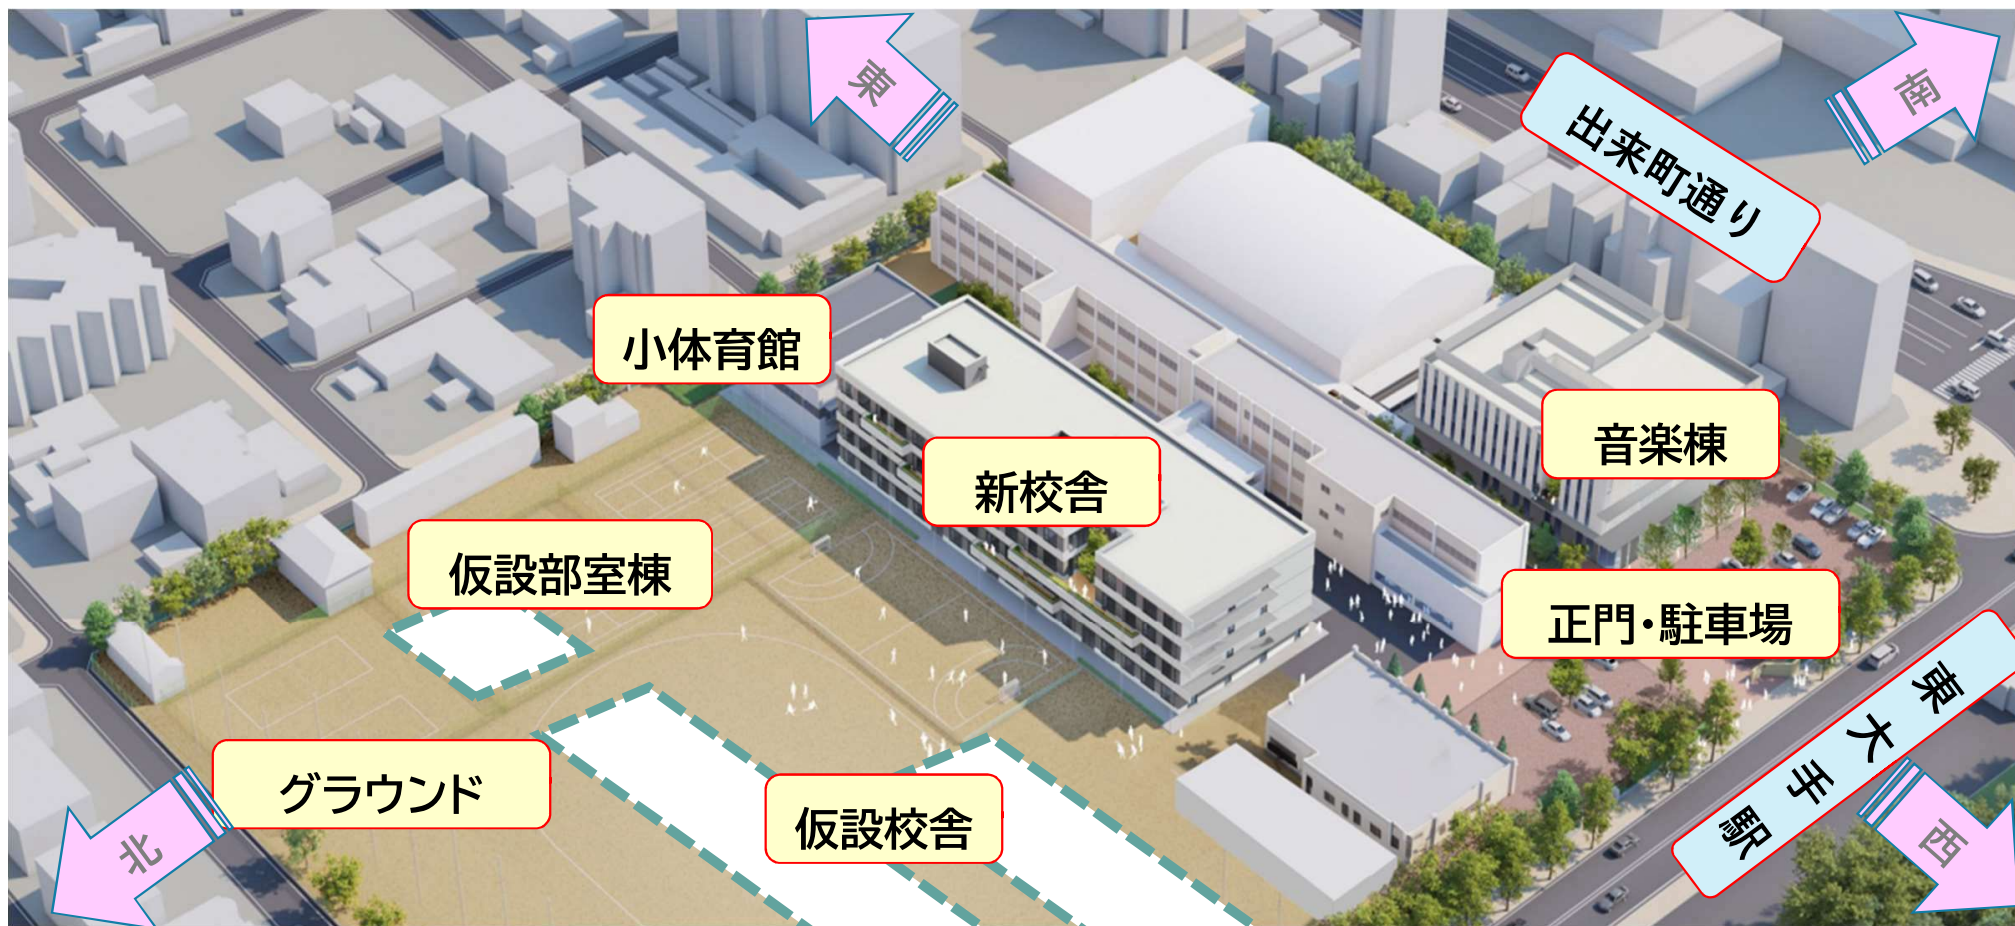 東
南
出来町通り
小体育館
音楽棟
新校舎
仮設部室棟
正門・駐車場
東大手駅
グラウンド
仮設校舎
北
西